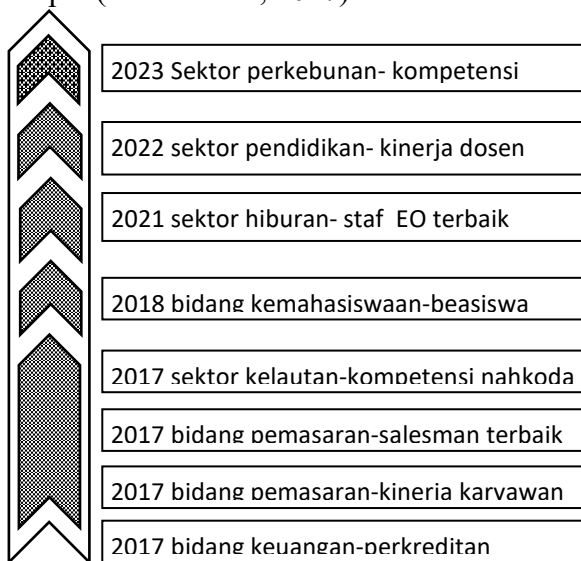 2023 Sektor perkebunan- kompetensi
2022 sektor pendidikan- kinerja dosen
2021 sektor hiburan- staf EO terbaik
2018 bidang kemahasiswaan-beasiswa
2017 sektor kelautan-kompetensi nahkoda
2017 bidang pemasaran-salesman terbaik
2017 bidang pemasaran-kinerja karyawan
2017 bidang keuangan-perkreditan